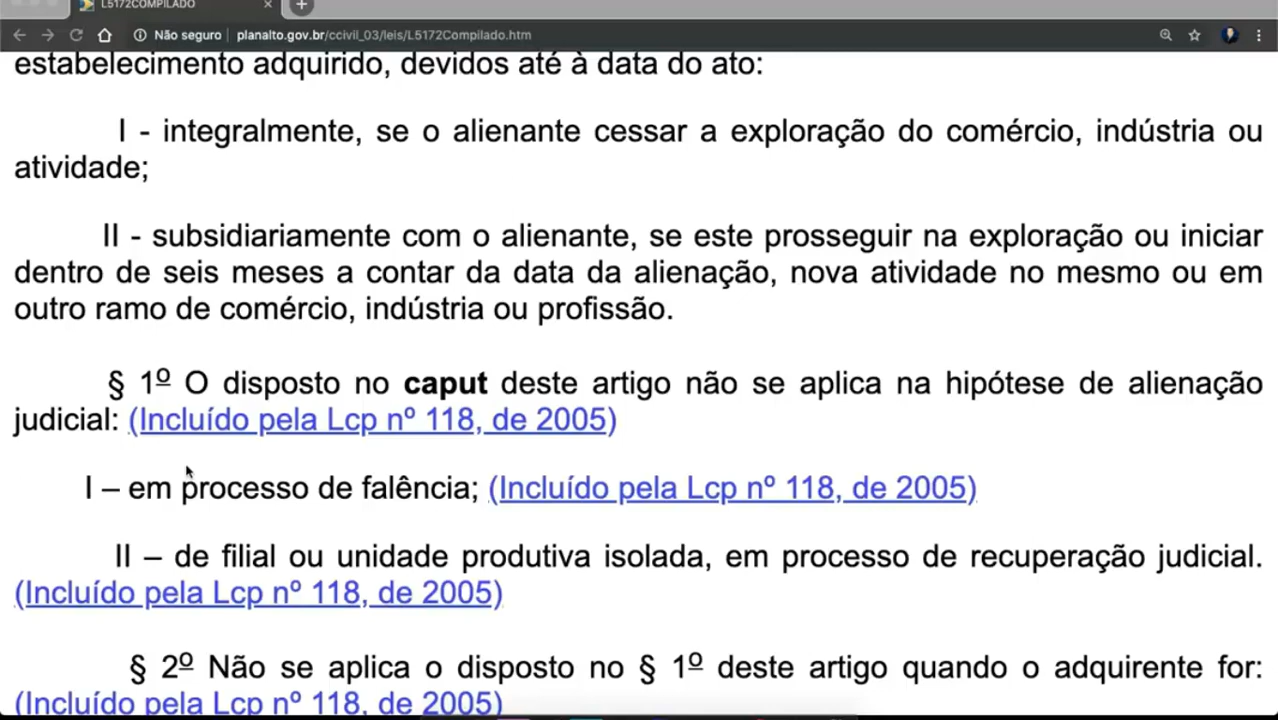 L5172COMPILADO
Não seguro planalto.gov.br/ccivil_03/leis/L5172Compilado.htm
estabelecimento adquirido, devidos até à data do ato:
I - integralmente, se o alienante cessar a exploração do comércio, indústria ou
atividade;
II - subsidiariamente com o alienante, se este prosseguir na exploração ou iniciar
dentro de seis meses a contar da data da alienação, nova atividade no mesmo ou em
outro ramo de comércio, indústria ou profissão.
§ 1º O disposto no caput deste artigo não se aplica na hipótese de alienação
judicial: (Incluído pela Lcp nº 118, de 2005)
I – em processo de falência; (Incluído pela Lcp nº 118, de 2005)
II – de filial ou unidade produtiva isolada, em processo de recuperação judicial.
(Incluído pela Lcp nº 118, de 2005)
§ 2º Não se aplica o disposto no § 1º deste artigo quando o adquirente for:
(Incluído pela Lcp nº 118, de 2005)